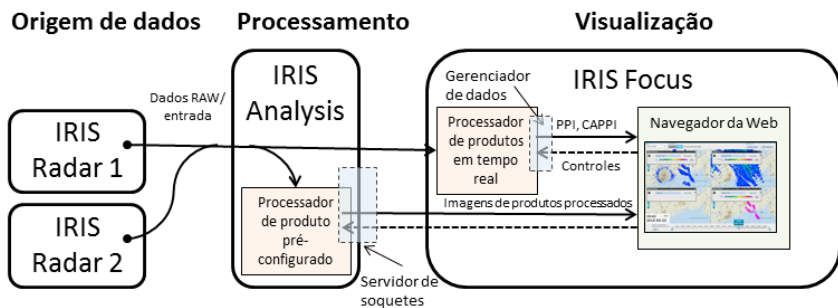 Origem de dados
Processamento
Visualização
IRIS
Radar 1
IRIS
Radar 2
Dados RAW/
entrada
IRIS
Analysis
Processador
de produto
pré-
configurado
Servidor de
soquetes
IRIS Focus
Gerenciador
de dados
Processador
de produtos
em tempo
real
PPI, CAPPI
Controles
Imagens de produtos processados
Navegador da Web